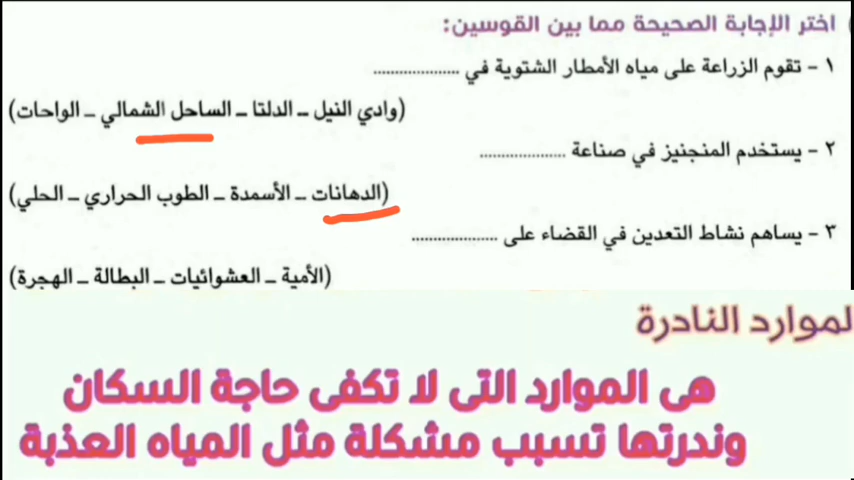 اختر الإجابة الصحيحة مما بين القوسين:
١ - تقوم الزراعة على مياه الأمطار الشتوية في ...................
(وادي النيل – الدلتا – الساحل الشمالي – الواحات)
٢ - يستخدم المنجنيز في صناعة ...................
(الدهانات – الأسمدة – الطوب الحراري – الحلي)
٣ - يساهم نشاط التعدين في القضاء على ...................
(الأمية – العشوائيات – البطالة – الهجرة)
لموارد النادرة
هى الموارد التى لا تكفى حاجة السكان
وندرتها تسبب مشكلة مثل المياه العذبة